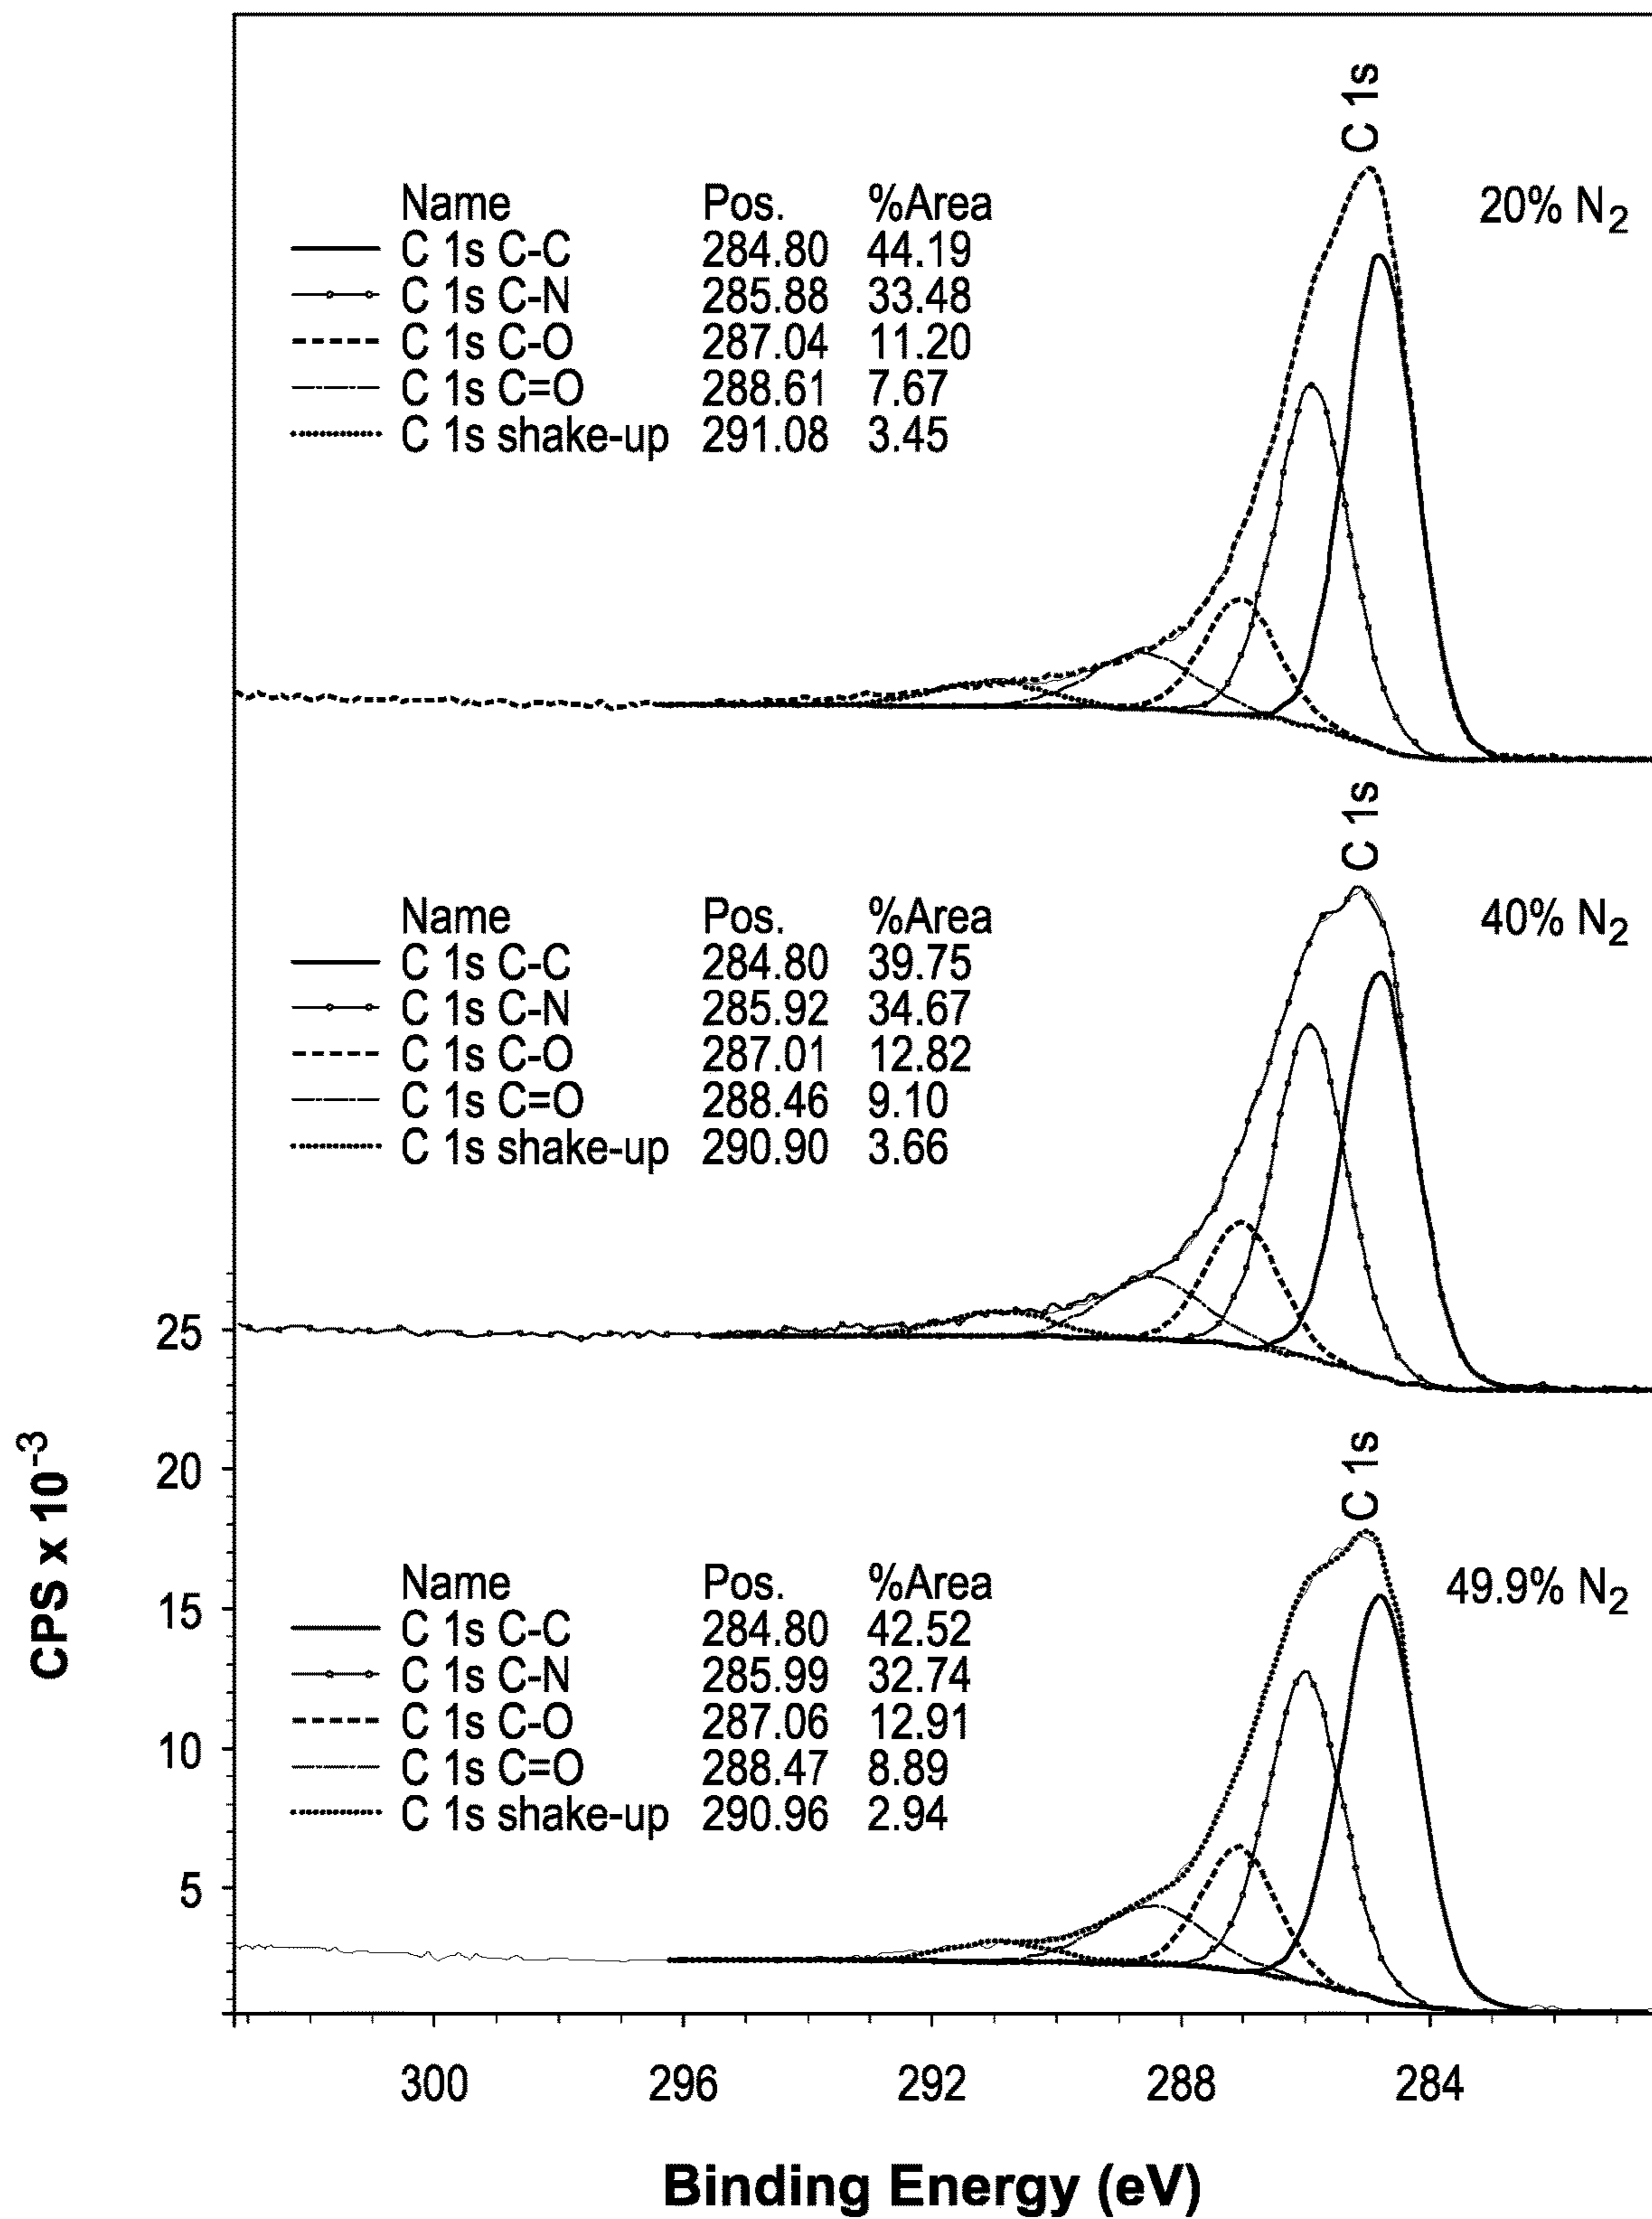 C 1s
20% N2
Name Pos. %Area
C 1s C-C 284.80 44.19
C 1s C-N 285.88 33.48
C 1s C-O 287.04 11.20
C 1s C=O 288.61 7.67
C 1s shake-up 291.08 3.45
C 1s
40% N2
Name Pos. %Area
C 1s C-C 284.80 39.75
C 1s C-N 285.92 34.67
C 1s C-O 287.01 12.82
C 1s C=O 288.46 9.10
C 1s shake-up 290.90 3.66
C 1s
49.9% N2
Name Pos. %Area
C 1s C-C 284.80 42.52
C 1s C-N 285.99 32.74
C 1s C-O 287.06 12.91
C 1s C=O 288.47 8.89
C 1s shake-up 290.96 2.94
25
20
15
10
5
CPS x 10-3
300 296 292 288 284
Binding Energy (eV)